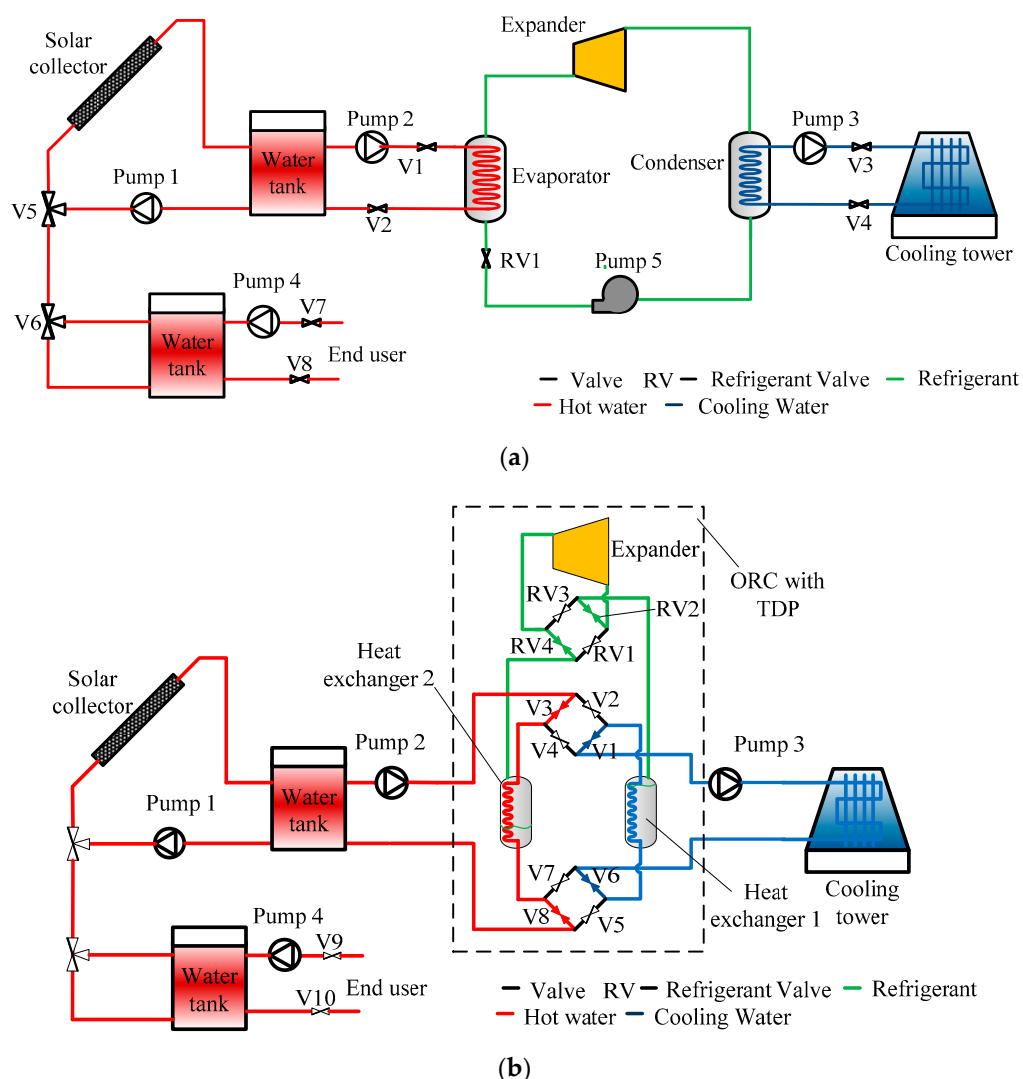 Expander
Solar
collector
Pump 2
Pump 3
Water
tank
V1
Evaporator
Condenser
V3
Pump 1
V5
V2
V4
Cooling tower
RV1
Pump 5
Pump 4
V7
V6
Water
tank
V8
End user
Valve RV Refrigerant Valve Refrigerant
Hot water Cooling Water
(a)
Expander
ORC with
TDP
RV3
RV2
RV4
RV1
Heat
exchanger 2
Solar
collector
V3
V2
V4
V1
Pump 2
Pump 3
Pump 1
Water
tank
V7
V6
V8
V5
Heat
exchanger 1
Cooling
tower
Pump 4
V9
Water
tank
V10
End user
Valve RV Refrigerant Valve Refrigerant
Hot water Cooling Water
(b)